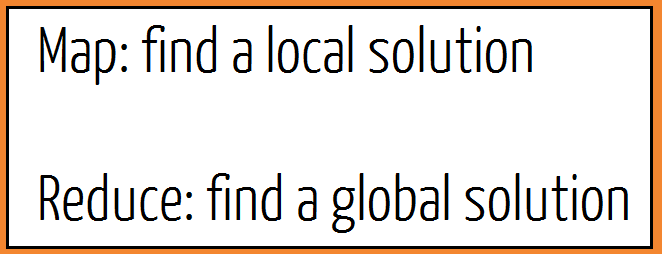 Map: find a local solution
Reduce: find a global solution